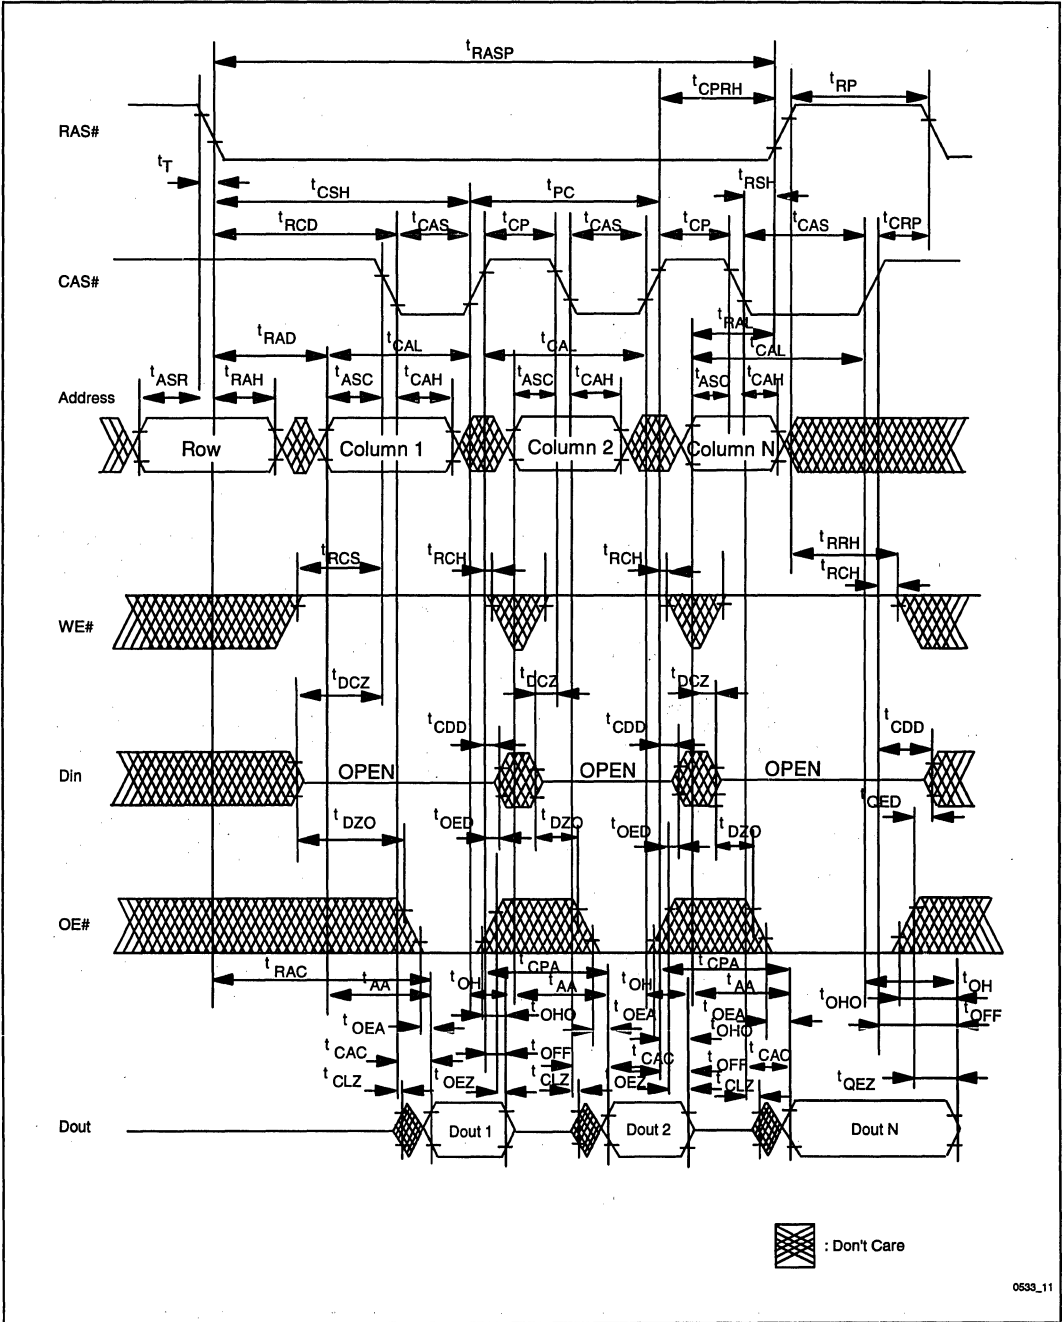 tRASP
tCPRH
tRP
RAS#
tT
tCSH
tPC
tRSH
tRCD
tCAS
tCP
tCAS
tCP
tCAS
tCRP
CAS#
tRAL
tRAD
tCAL
tCAL
tCAL
tASR
tRAH
tASC
tCAH
tASC
tCAH
tASC
tCAH
Address
Row
Column 1
Column 2
Column N
tRCS
tRCH
tRCH
tRRH
tRCH
WE#
tDCZ
tDCZ
tDCZ
tCDD
tCDD
tCDD
Din
OPEN
OPEN
OPEN
tOED
tDZO
tOED
tDZO
tOED
tDZO
OE#
tRAC
tCPA
tCPA
tAA
tOH
tAA
tOH
tAA
tOH
tOHO
tOEA
tOHO
tOEA
tOEA
tOHO
tOFF
tCAC
tOFF
tCAC
tOFF
tCAC
tCLZ
tOEZ
tCLZ
tOEZ
tCLZ
tOEZ
Dout
Dout 1
Dout 2
Dout N
: Don't Care
0533_11